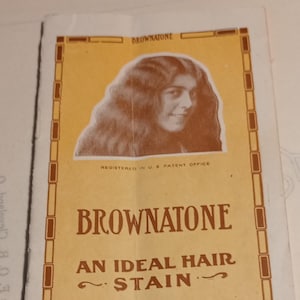 BROWNATONE
REGISTERED IN U. S. PATENT OFFICE
BROWNATONE
AN IDEAL HAIR
STAIN